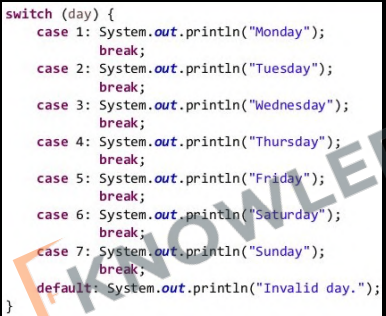 switch (day) {
    case 1: System.out.println("Monday");
            break;
    case 2: System.out.println("Tuesday");
            break;
    case 3: System.out.println("Wednesday");
            break;
    case 4: System.out.println("Thursday");
            break;
    case 5: System.out.println("Friday");
            break;
    case 6: System.out.println("Saturday");
            break;
    case 7: System.out.println("Sunday");
            break;
    default: System.out.println("Invalid day.");
}
KNOWLE